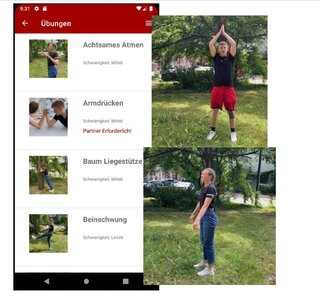 9:31
Übungen
Achtsames Atmen
Schwierigkeit: Mittel
Armdrücken
Schwierigkeit: Mittel
Partner Erforderlich!
Baum Liegestütze
Schwierigkeit: Mittel
Beinschwung
Schwierigkeit: Leicht